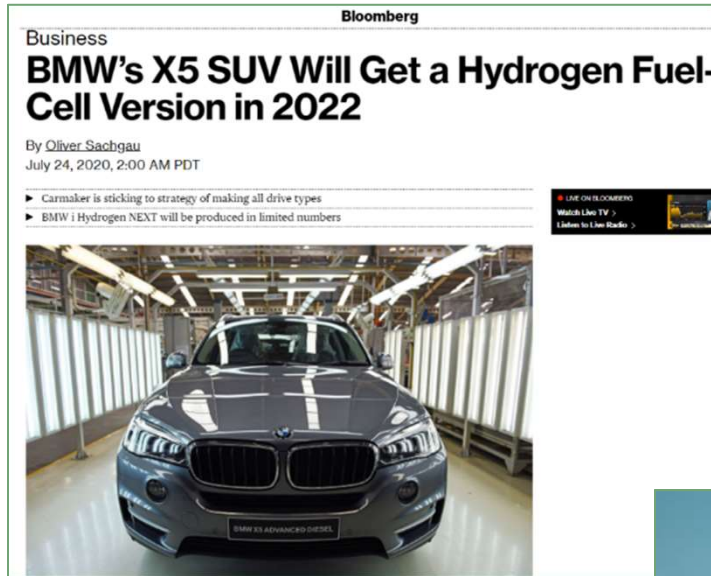 Bloomberg
Business
BMW's X5 SUV Will Get a Hydrogen Fuel-
Cell Version in 2022
By Oliver Sachgau
July 24, 2020, 2:00 AM PDT
▶ Carmaker is sticking to strategy of making all drive types
▶ BMW i Hydrogen NEXT will be produced in limited numbers
LIVE ON BLOOMBERG
Watch Live TV >
Listen to Live Radio >
BMW X5 ADVANCED DIESEL